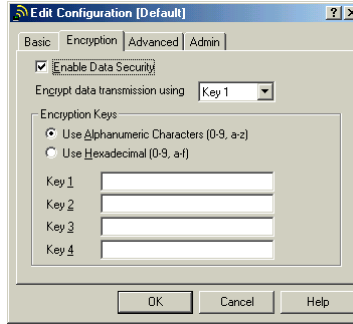 Edit Configuration [Default]
Basic Encryption Advanced Admin
Enable Data Security
Encrypt data transmission using Key 1
Encryption Keys
Use Alphanumeric Characters (0-9, a-z)
Use Hexadecimal (0-9, a-f)
Key 1
Key 2
Key 3
Key 4
OK Cancel Help